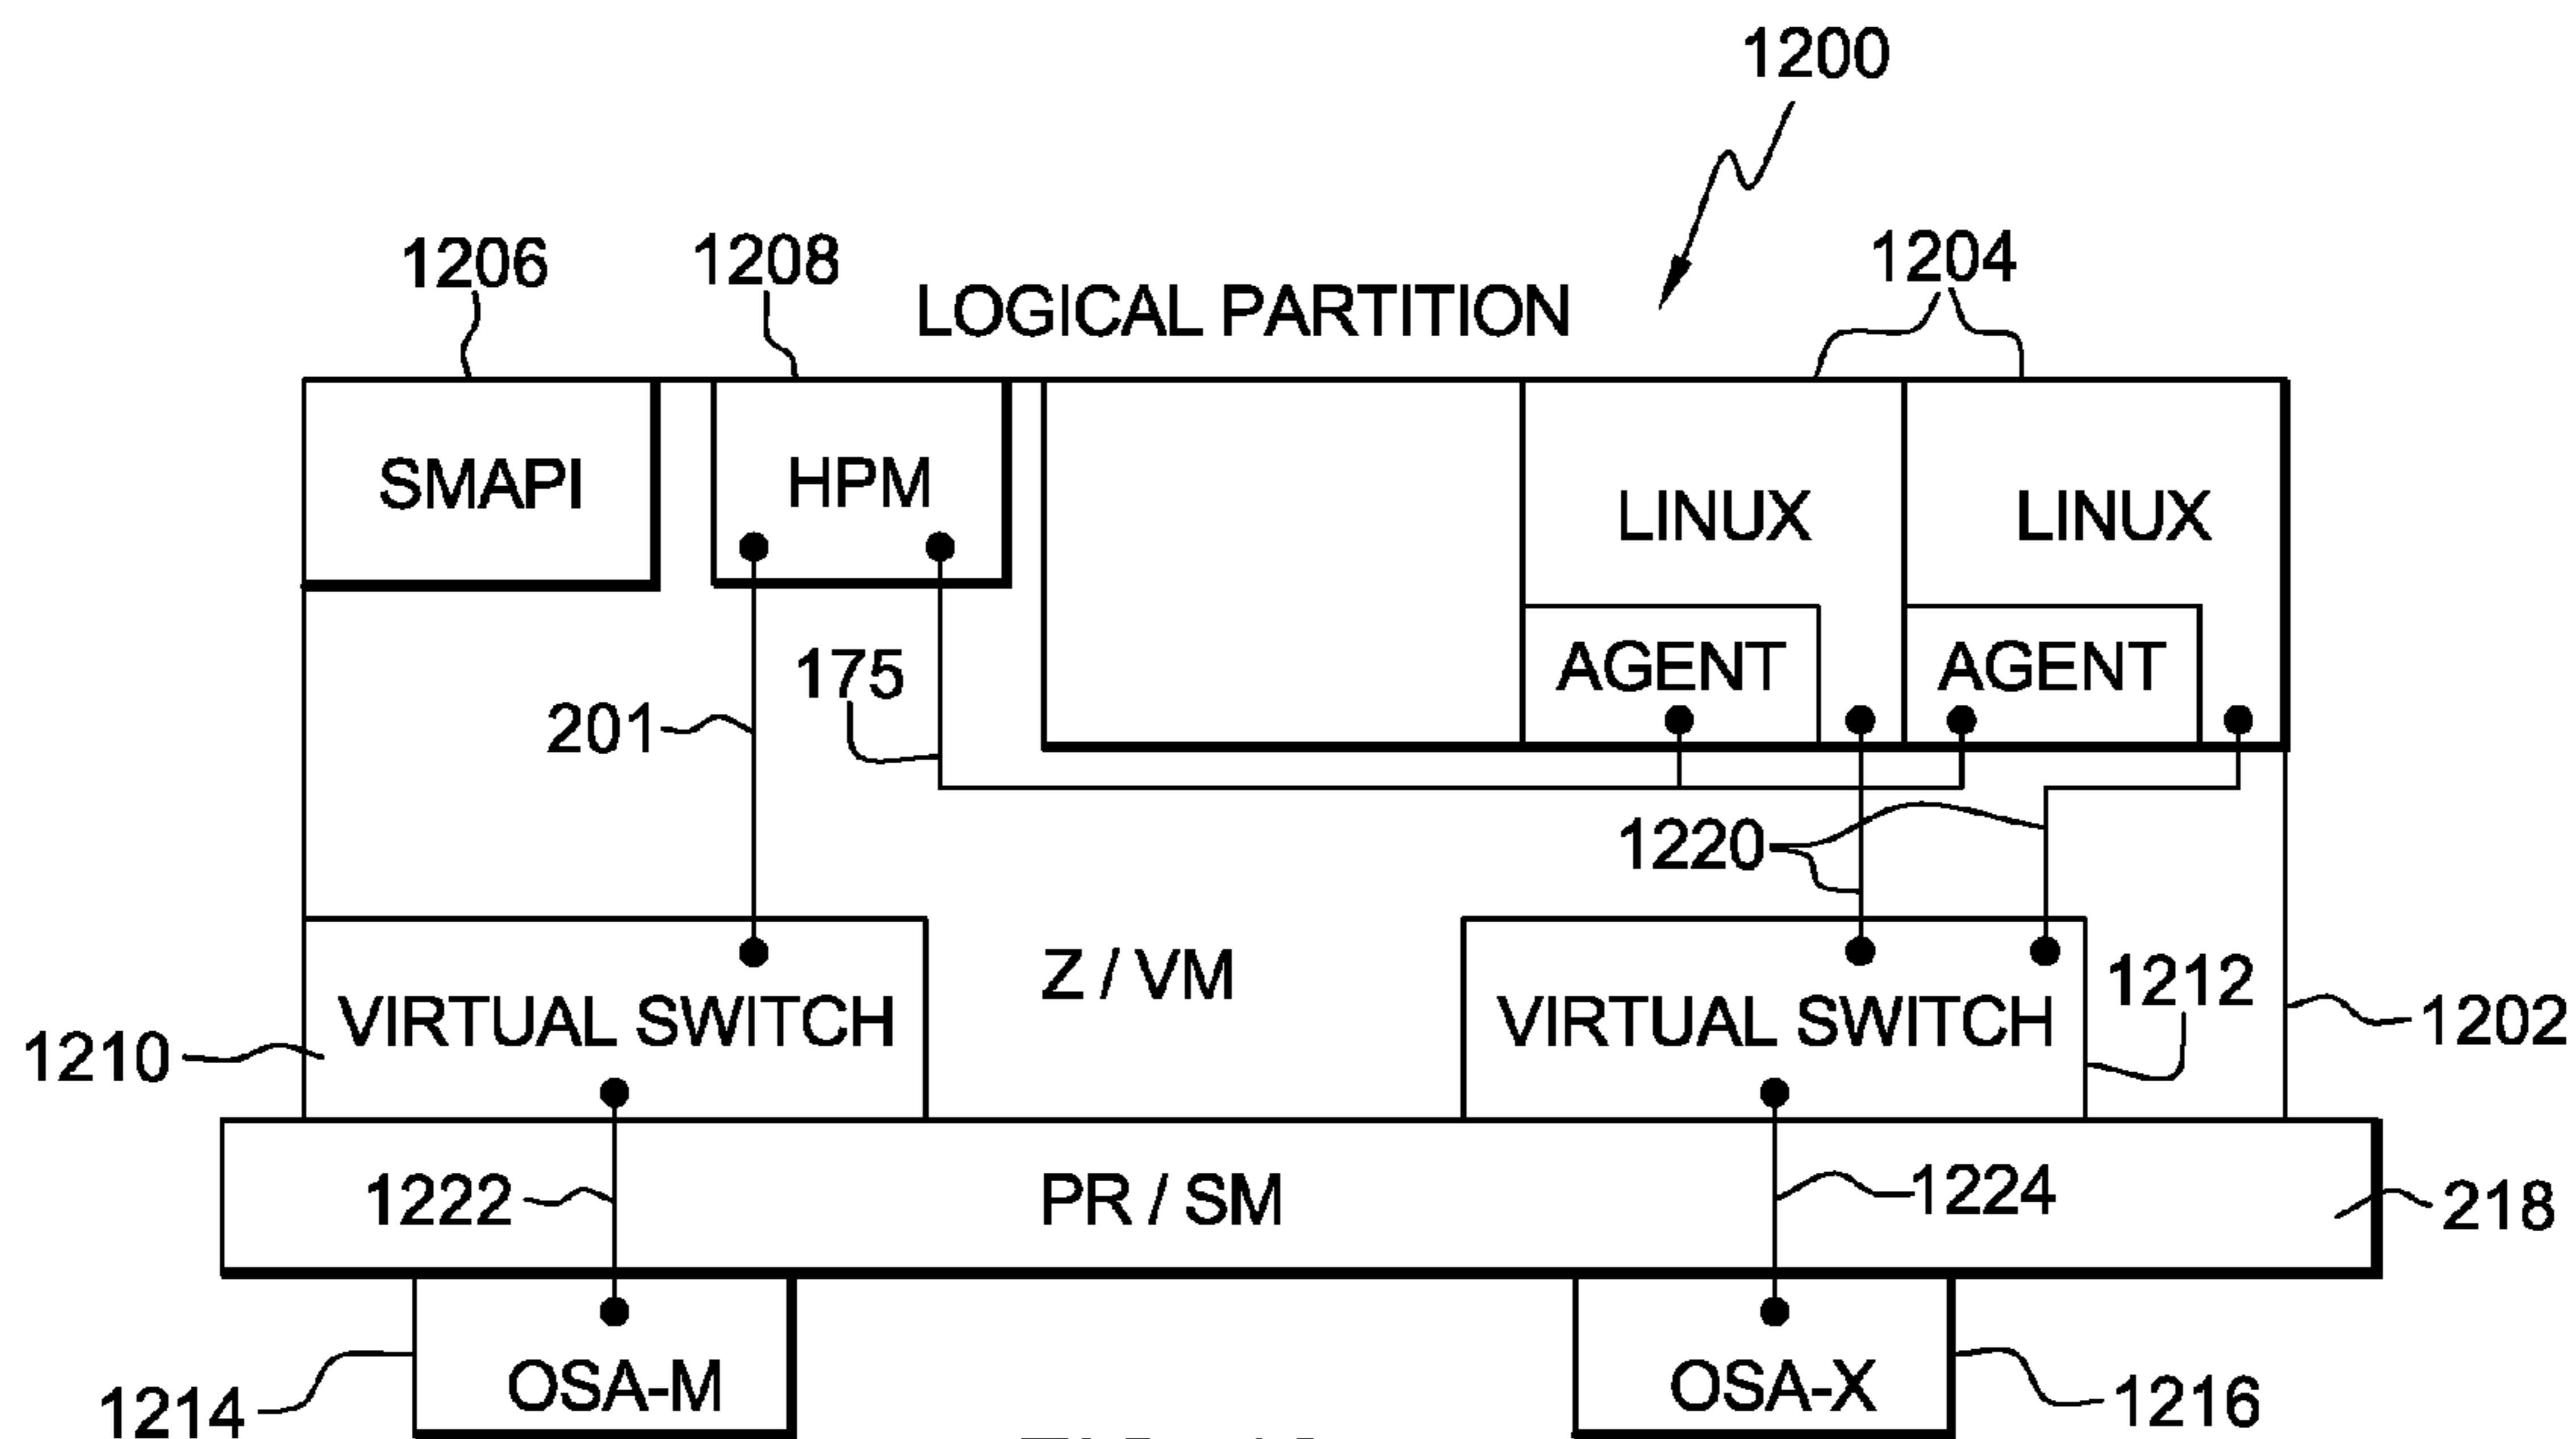 1200
1206
1208
LOGICAL PARTITION
1204
SMAPI
HPM
LINUX
LINUX
AGENT
AGENT
175
201
1220
Z / VM
VIRTUAL SWITCH
VIRTUAL SWITCH
1212
1210
1202
1222
PR / SM
1224
218
1214
OSA-M
OSA-X
1216